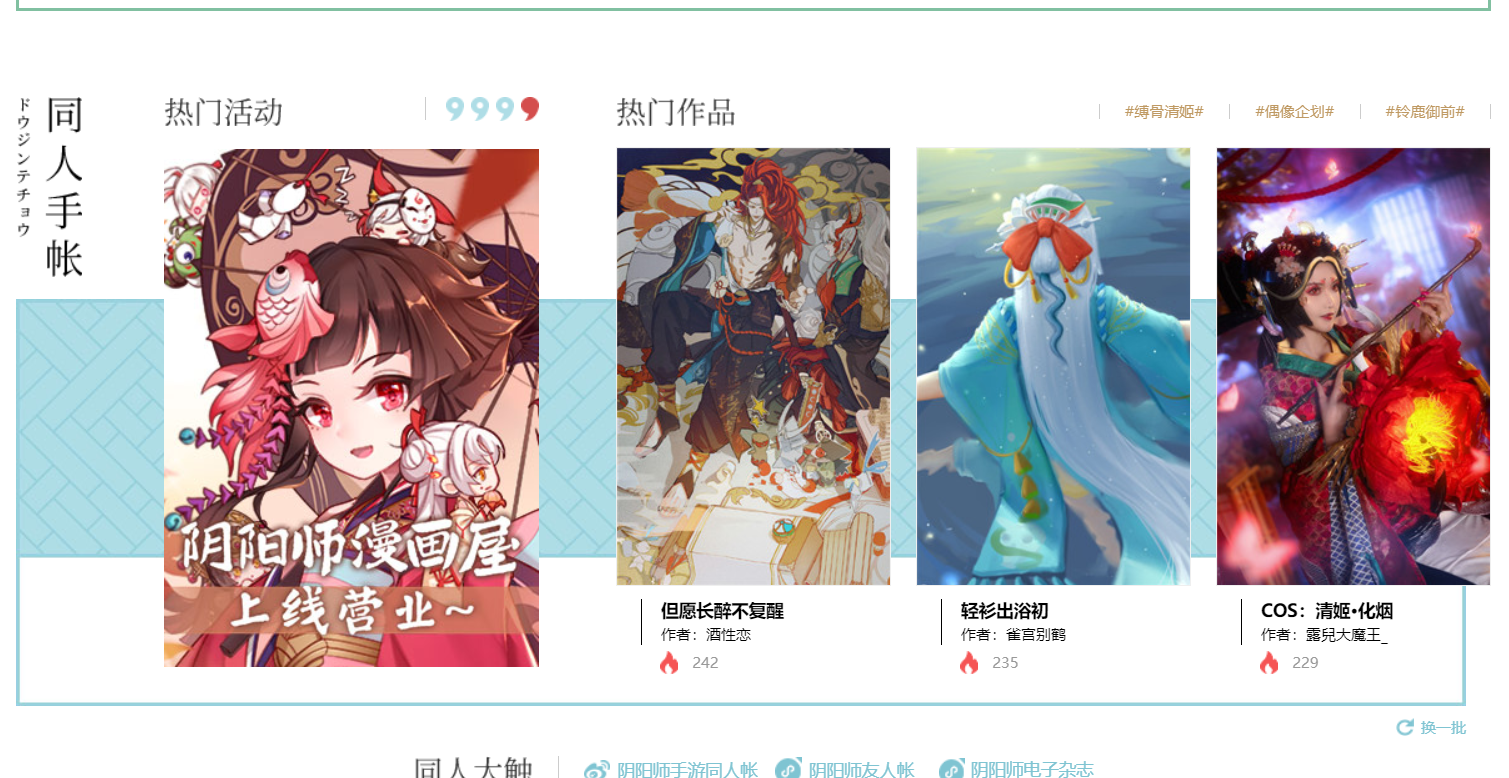 同人手帐
ドウジンテチョウ
热门活动
热门作品
#缚骨清姬#
#偶像企划#
#铃鹿御前#
阴阳师漫画屋
上线营业~
但愿长醉不复醒
作者：酒性恋
242
轻衫出浴初
作者：雀宫别鹤
235
COS：清姬•化烟
作者：露兒大魔王_
229
换一批
同人大触
阴阳师手游同人帐
阴阳师友人帐
阴阳师电子杂志